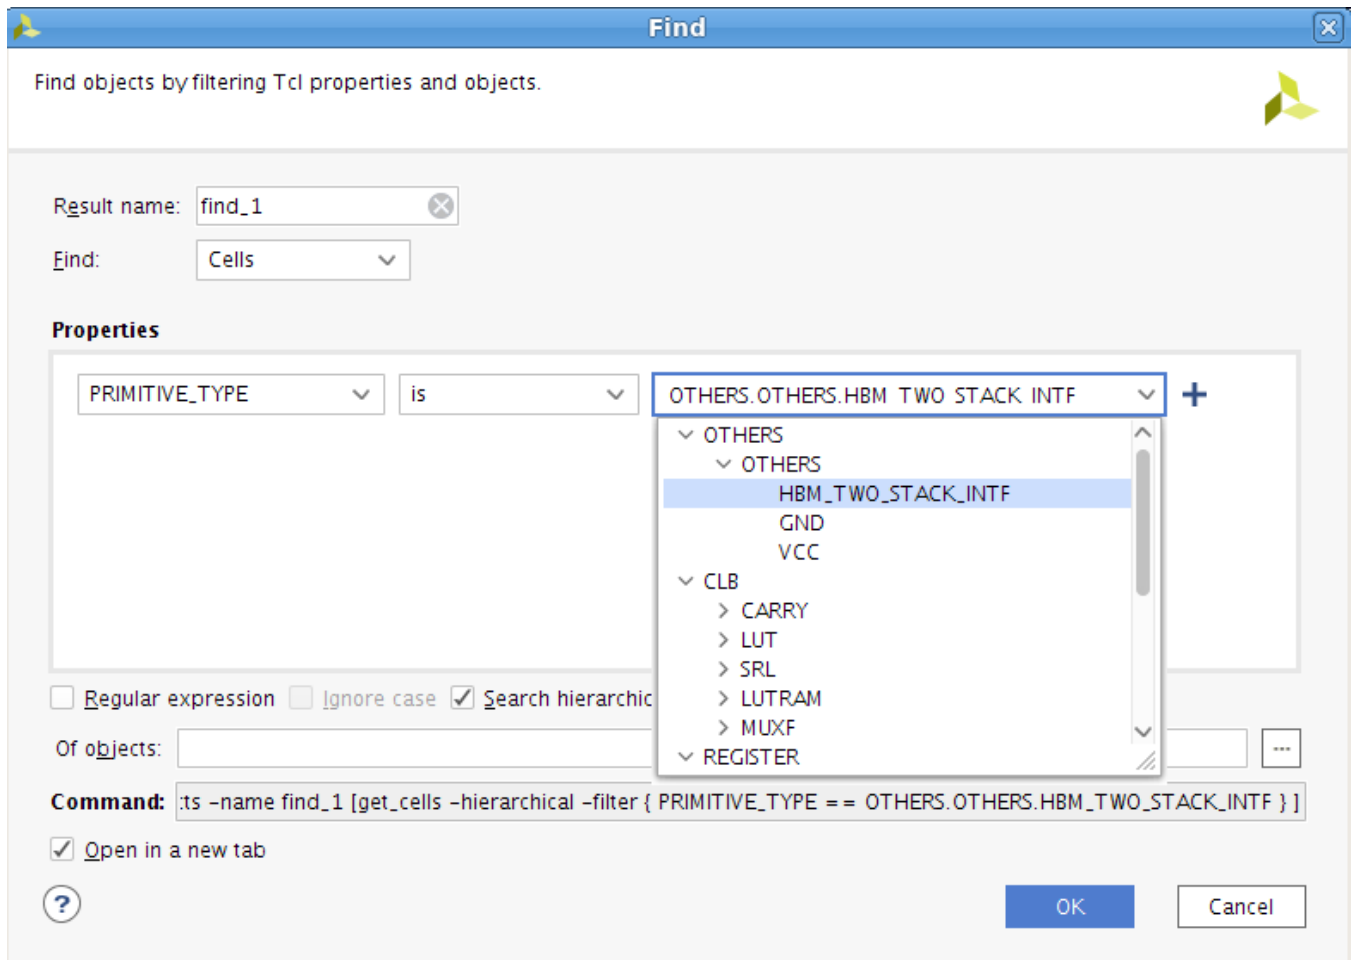 Find
Find objects by filtering Tcl properties and objects.
Result name: find_1
Find: Cells
Properties
PRIMITIVE_TYPE is OTHERS.OTHERS.HBM_TWO_STACK_INTF
OTHERS
OTHERS
HBM_TWO_STACK_INTF
GND
VCC
CLB
CARRY
LUT
SRL
LUTRAM
MUXF
REGISTER
Regular expression Ignore case Search hierarchic
Of objects: ...
Command: :ts -name find_1 [get_cells -hierarchical -filter { PRIMITIVE_TYPE == OTHERS.OTHERS.HBM_TWO_STACK_INTF } ]
Open in a new tab
? OK Cancel